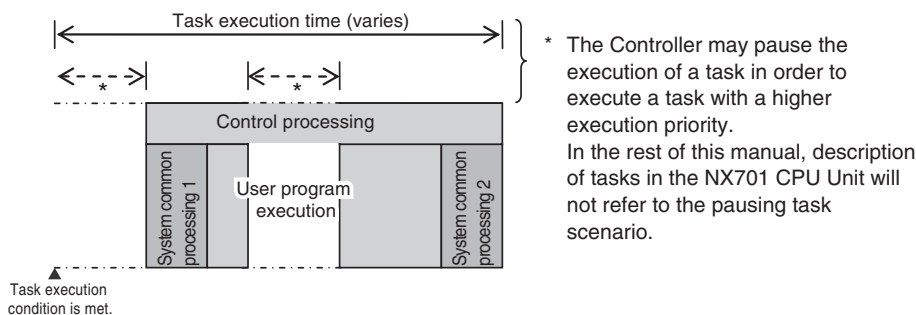 Task execution time (varies)
*
*
Control processing
System common
processing 1
User program
execution
System common
processing 2
Task execution
condition is met.
* The Controller may pause the
execution of a task in order to
execute a task with a higher
execution priority.
In the rest of this manual, description
of tasks in the NX701 CPU Unit will
not refer to the pausing task
scenario.